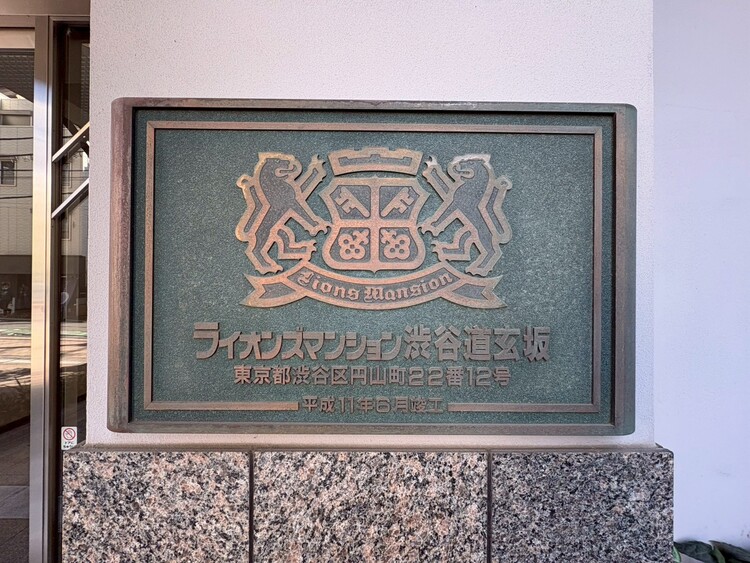 Lions Mansion
ライオンズマンション渋谷道玄坂
東京都渋谷区円山町22番12号
平成11年6月竣工